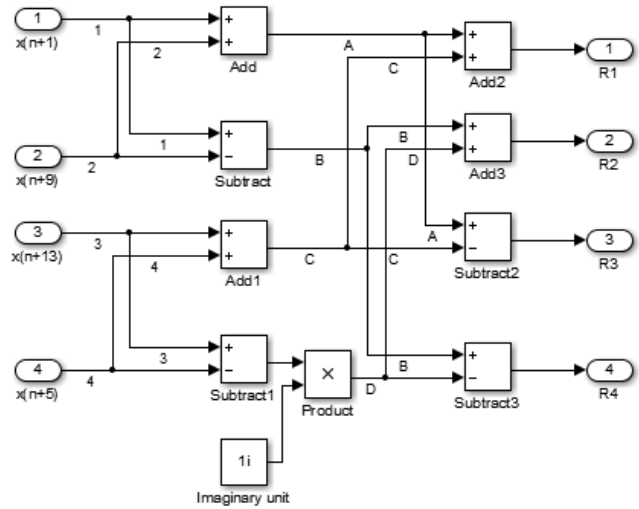 1
x(n+1)
1
2
+
+
Add
A
C
+
+
Add2
1
R1
2
x(n+9)
2
1
+
−
Subtract
B
B
D
+
+
Add3
2
R2
3
x(n+13)
3
4
+
+
Add1
C
C
A
+
−
Subtract2
3
R3
4
x(n+5)
4
3
+
−
Subtract1
×
Product
D
B
+
−
Subtract3
4
R4
1i
Imaginary unit